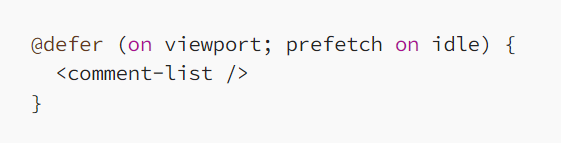 @defer (on viewport; prefetch on idle) {
  <comment-list />
}